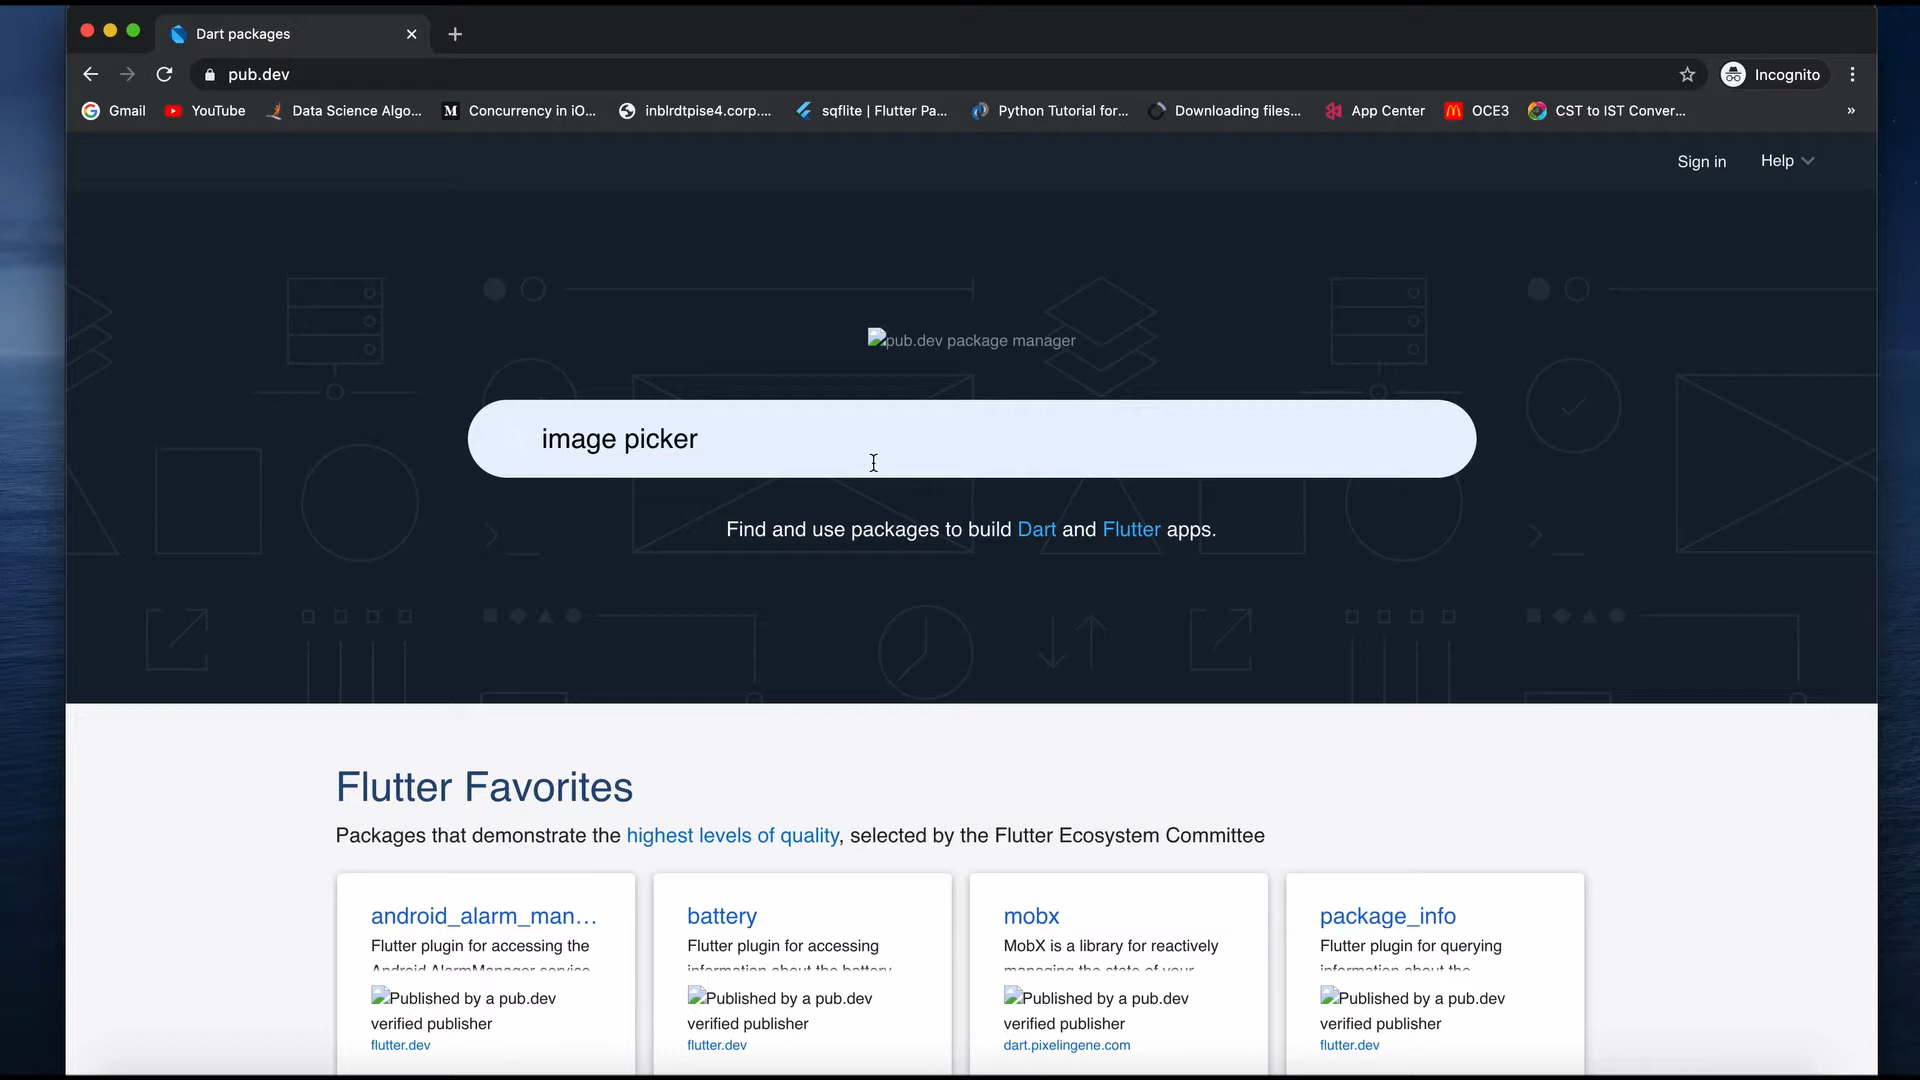 Dart packages
pub.dev
Incognito
Gmail YouTube Data Science Algo... M Concurrency in iO... inblrdtpise4.corp.... sqflite | Flutter Pa... Python Tutorial for... Downloading files... App Center OCE3 CST to IST Conver... »
Sign in Help
pub.dev package manager
image picker
Find and use packages to build Dart and Flutter apps.
Flutter Favorites
Packages that demonstrate the highest levels of quality, selected by the Flutter Ecosystem Committee
android_alarm_man...
Flutter plugin for accessing the
Android AlarmManager service
Published by a pub.dev
verified publisher
flutter.dev
battery
Flutter plugin for accessing
information about the battery
Published by a pub.dev
verified publisher
flutter.dev
mobx
MobX is a library for reactively
managing the state of your
Published by a pub.dev
verified publisher
dart.pixelingene.com
package_info
Flutter plugin for querying
information about the
Published by a pub.dev
verified publisher
flutter.dev